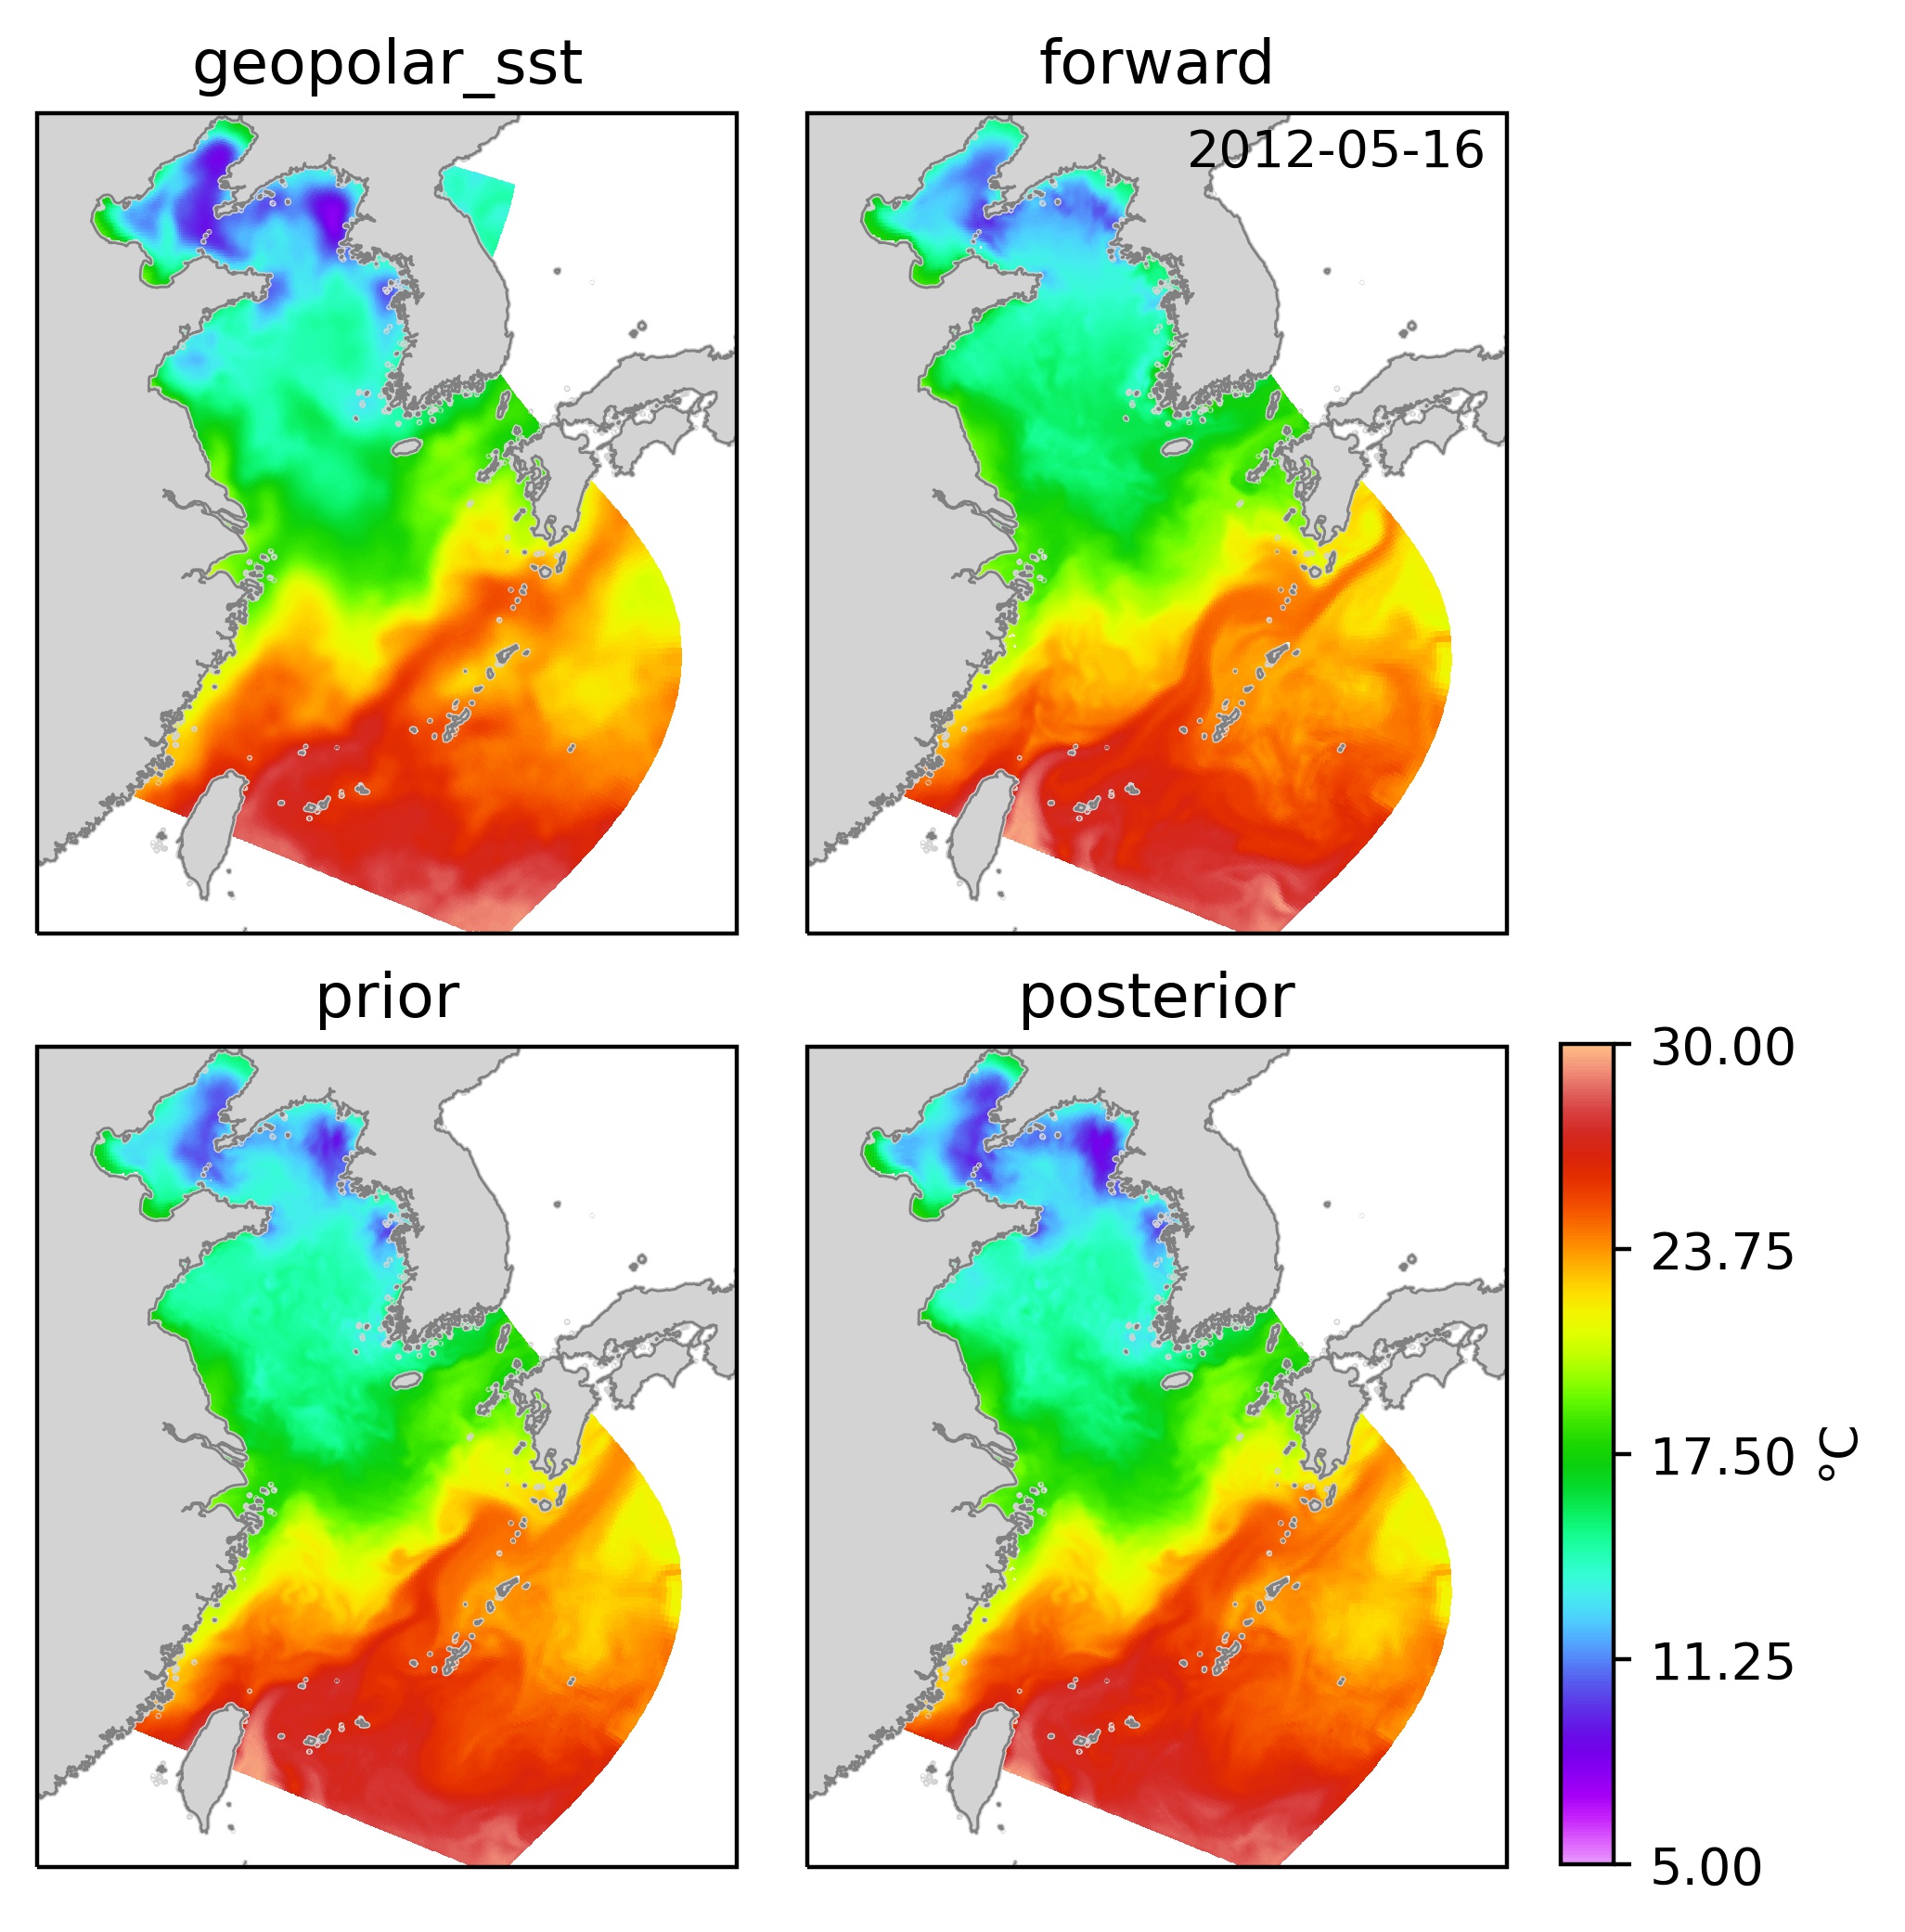 geopolar_sst
forward
2012-05-16
prior
posterior
30.00
23.75
17.50
11.25
5.00
°C